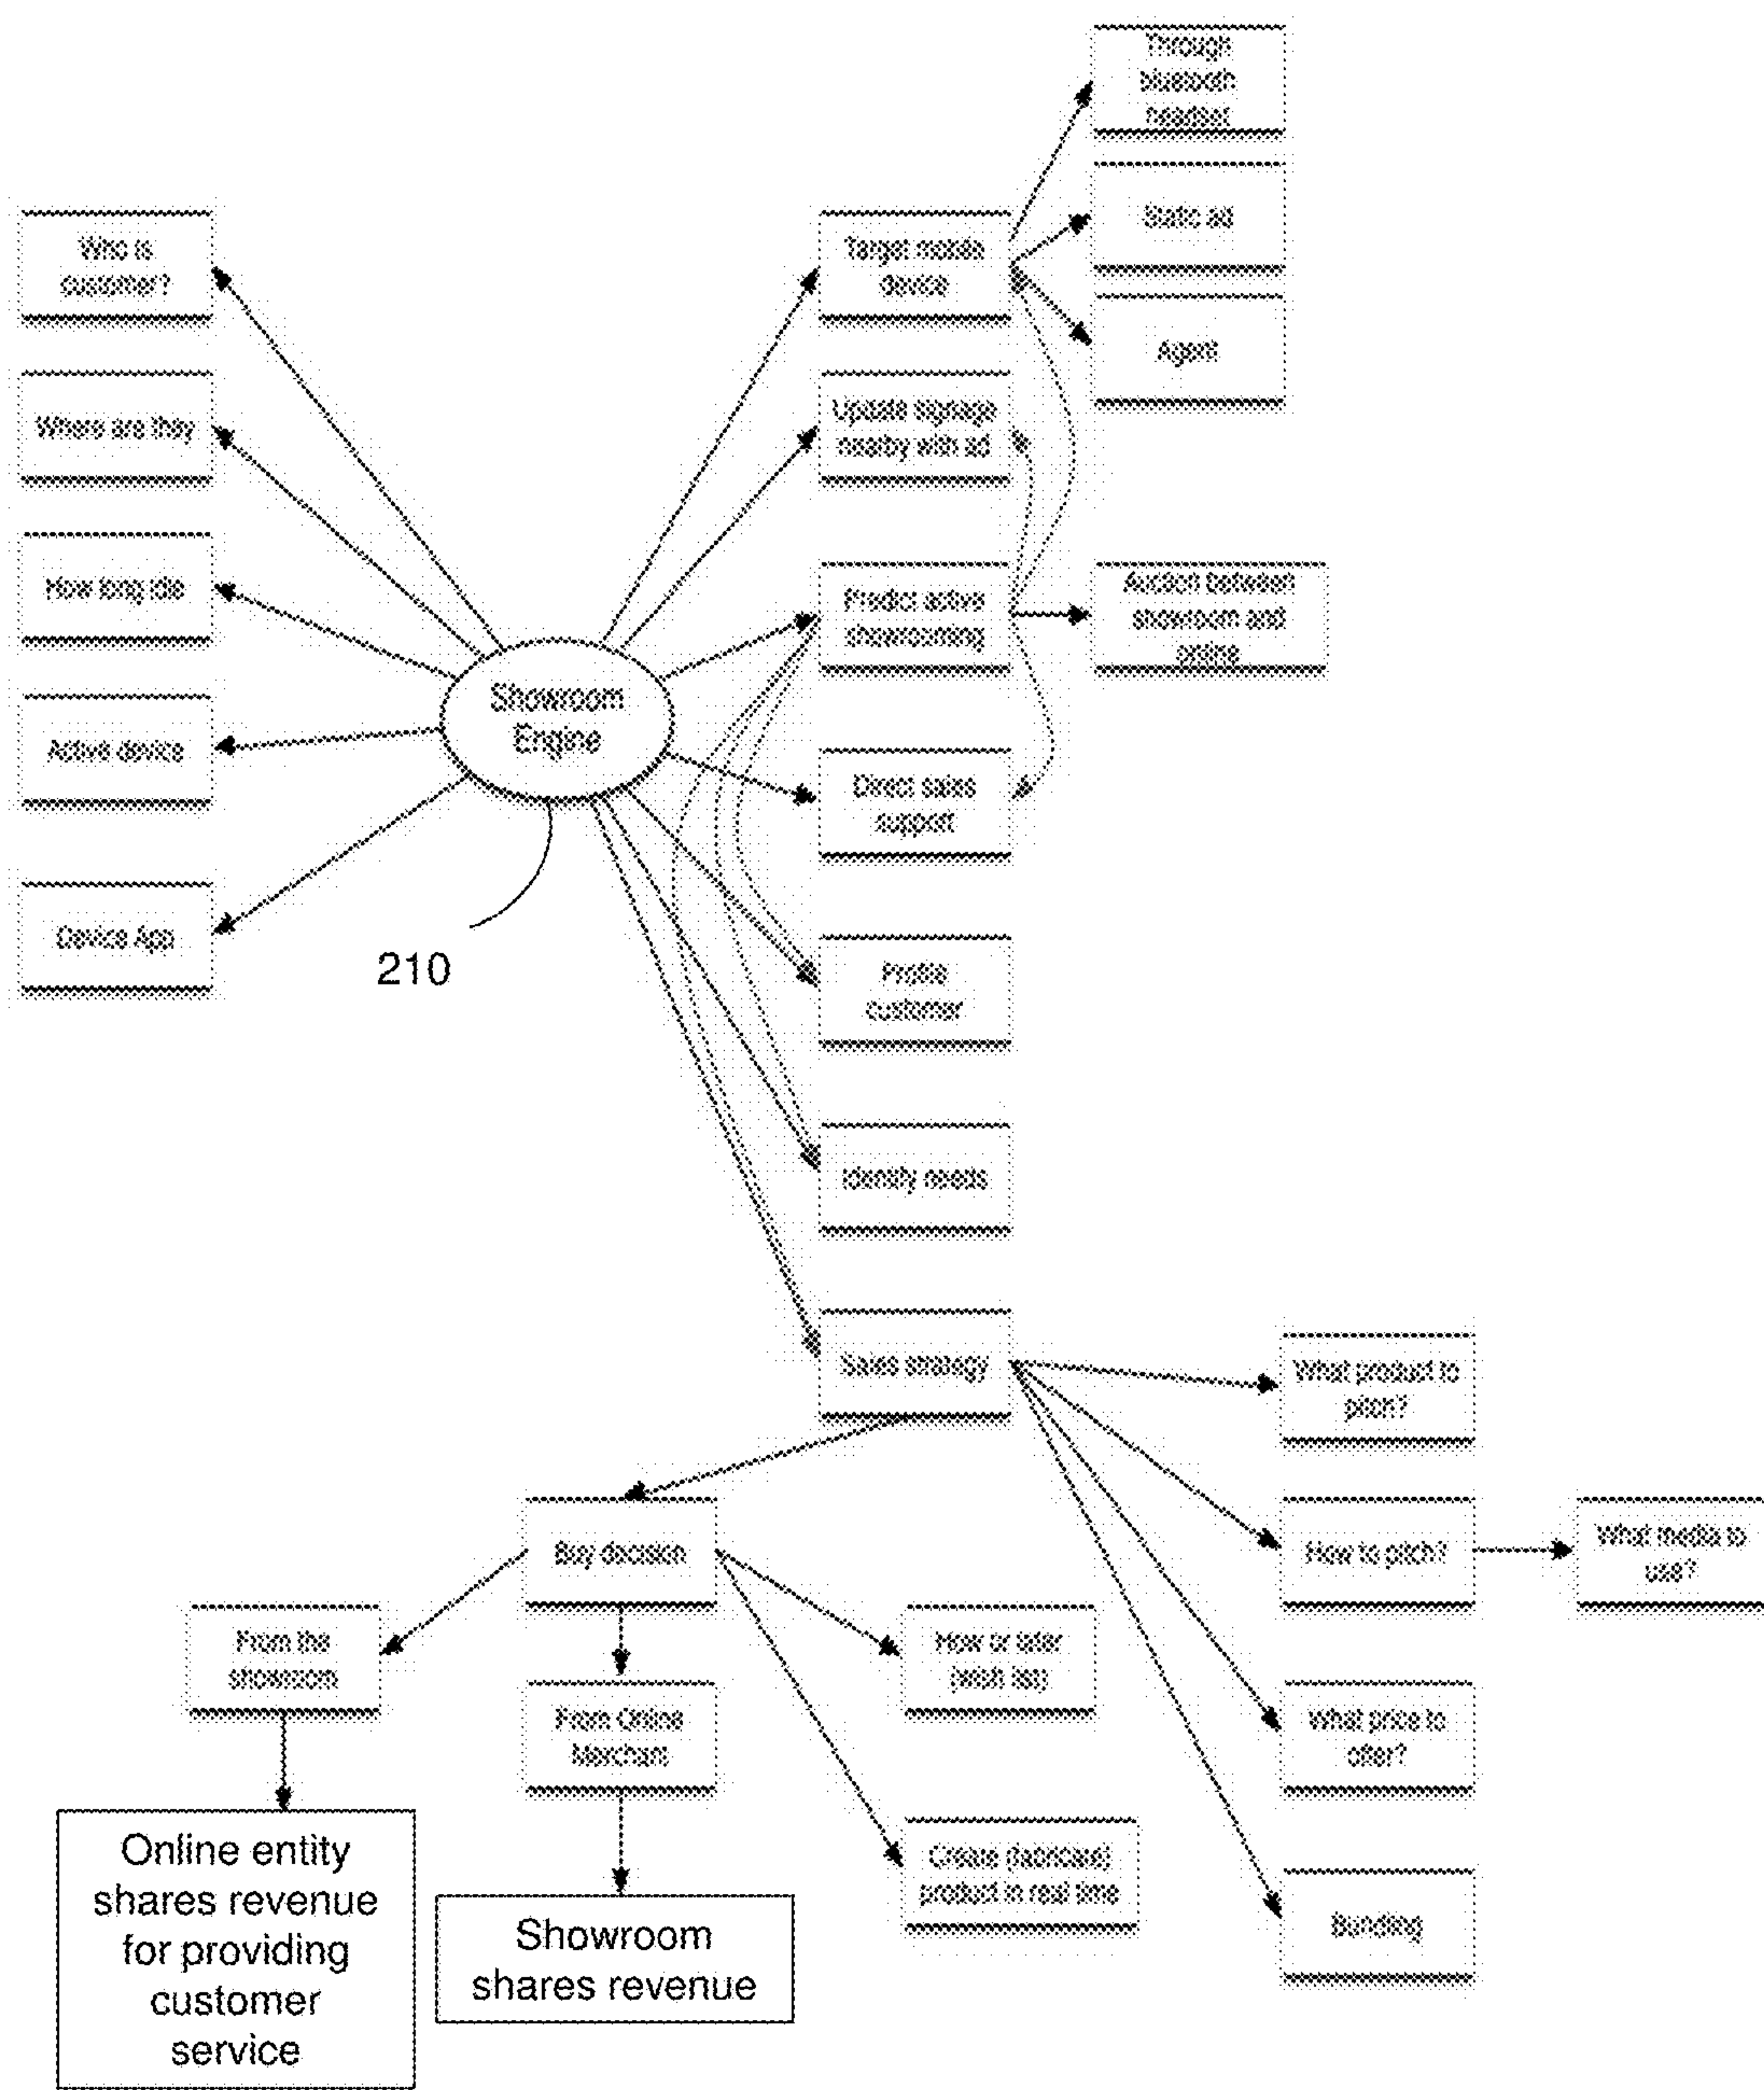 Through
bluetooth
headset
Static ad
Agent
Who is
customer?
Target mobile
device
Where are they
Update signage
nearby with ad
How long idle
Predict active
showrooming
Auction between
showroom and
online
Showroom
Engine
Active device
Direct sales
support
Device App
210
Profile
customer
Identify needs
Sales strategy
What product to
pitch?
Buy decision
How to pitch?
What media to
use?
From the
showroom
or later
From Online
Merchant
What price to
offer?
Online entity
shares revenue
for providing
customer
service
Showroom
shares revenue
Create (fabricate)
product in real time
Bundling